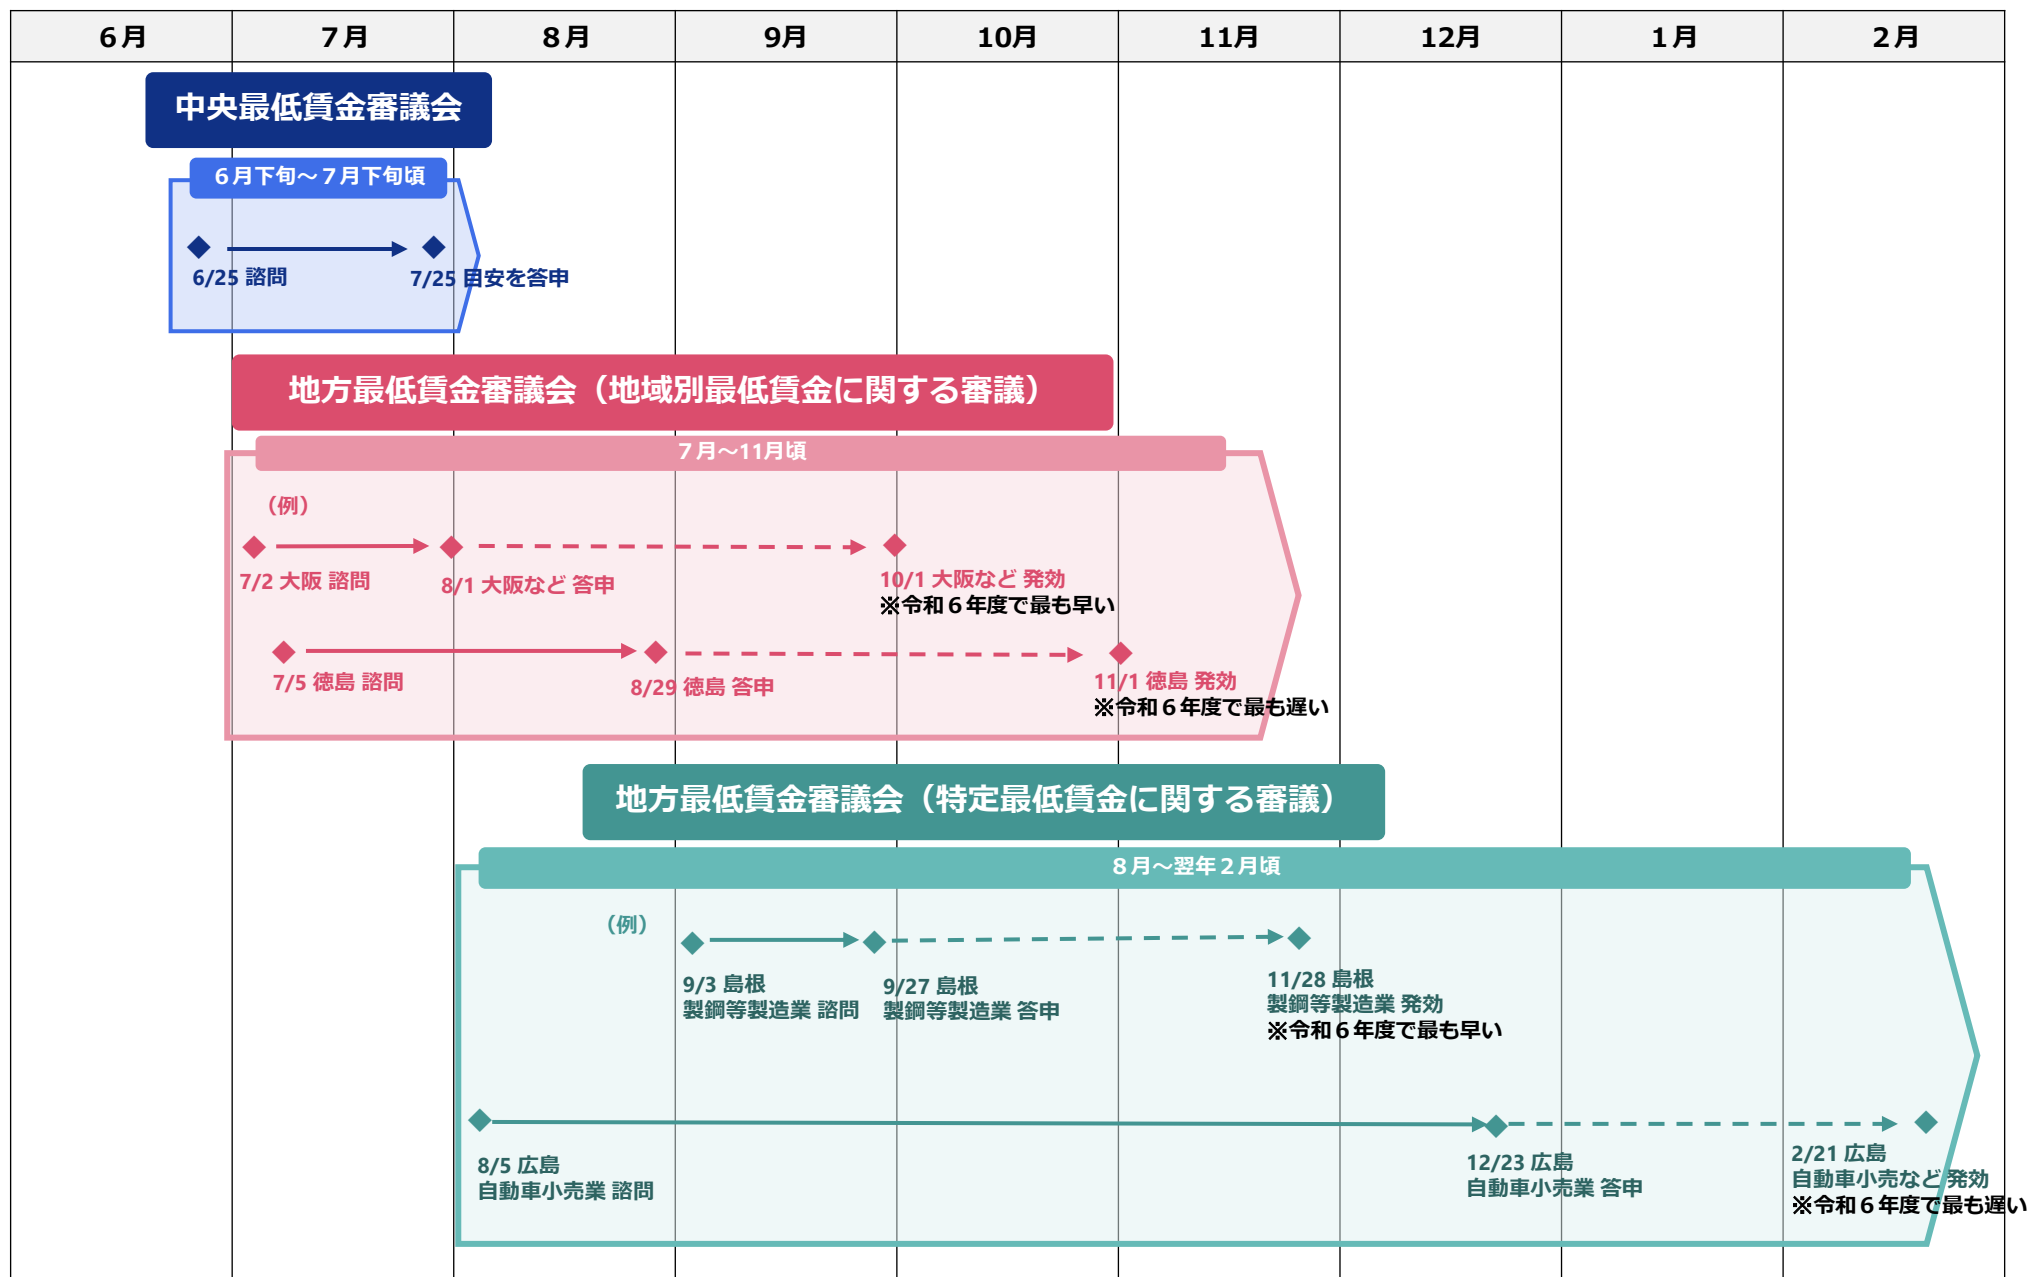 ６月
７月
８月
9月
10月
11月
12月
１月
２月
中央最低賃金審議会
６月下旬～７月下旬頃
6/25 諮問
7/25 目安を答申
地方最低賃金審議会（地域別最低賃金に関する審議）
７月～11月頃
（例）
7/2 大阪 諮問
8/1 大阪など 答申
10/1 大阪など 発効
※令和６年度で最も早い
7/5 徳島 諮問
8/29 徳島 答申
11/1 徳島 発効
※令和６年度で最も遅い
地方最低賃金審議会（特定最低賃金に関する審議）
８月～翌年２月頃
（例）
9/3 島根
製鋼等製造業 諮問
9/27 島根
製鋼等製造業 答申
11/28 島根
製鋼等製造業 発効
※令和６年度で最も早い
8/5 広島
自動車小売業 諮問
12/23 広島
自動車小売業 答申
2/21 広島
自動車小売など 発効
※令和６年度で最も遅い